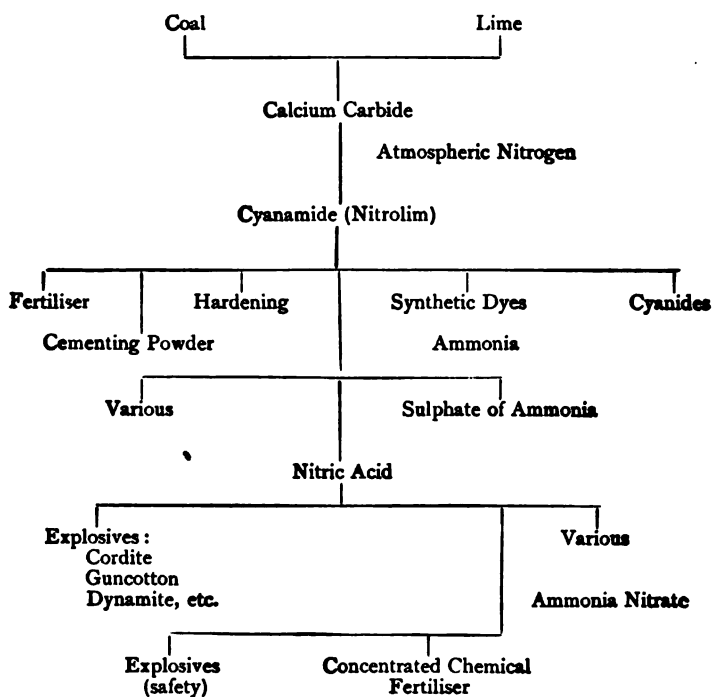 Coal Lime
Calcium Carbide
Atmospheric Nitrogen
Cyanamide (Nitrolim)
Fertiliser Hardening Synthetic Dyes Cyanides
Cementing Powder Ammonia
Various Sulphate of Ammonia
Nitric Acid
Explosives : Various
Cordite
Guncotton
Dynamite, etc. Ammonia Nitrate
Explosives Concentrated Chemical
(safety) Fertiliser